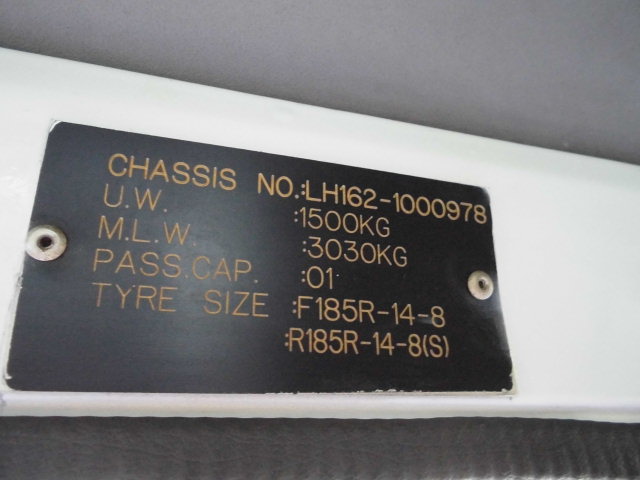 CHASSIS NO.:LH162-1000978
U.W. :1500KG
M.L.W. :3030KG
PASS.CAP. :01
TYRE SIZE :F185R-14-8
:R185R-14-8(S)